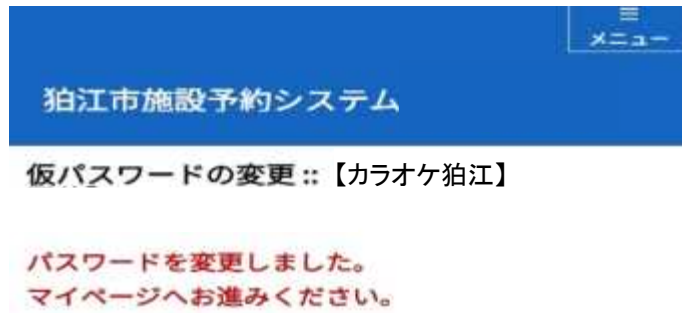 メニュー
狛江市施設予約システム
仮パスワードの変更::【カラオケ狛江】
パスワードを変更しました。
マイページへお進みください。